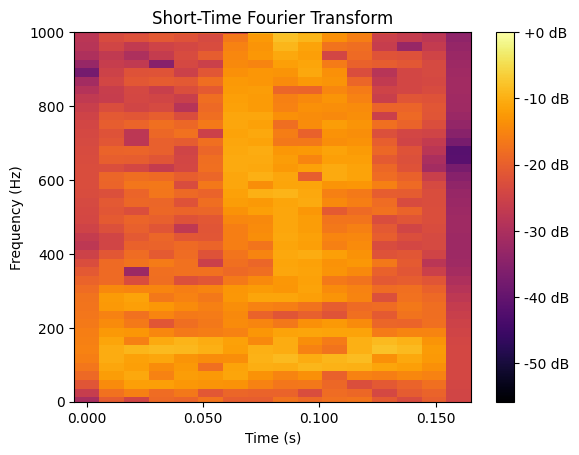 Short-Time Fourier Transform
1000
800
600
400
200
0
Frequency (Hz)
0.000
0.050
0.100
0.150
Time (s)
+0 dB
-10 dB
-20 dB
-30 dB
-40 dB
-50 dB